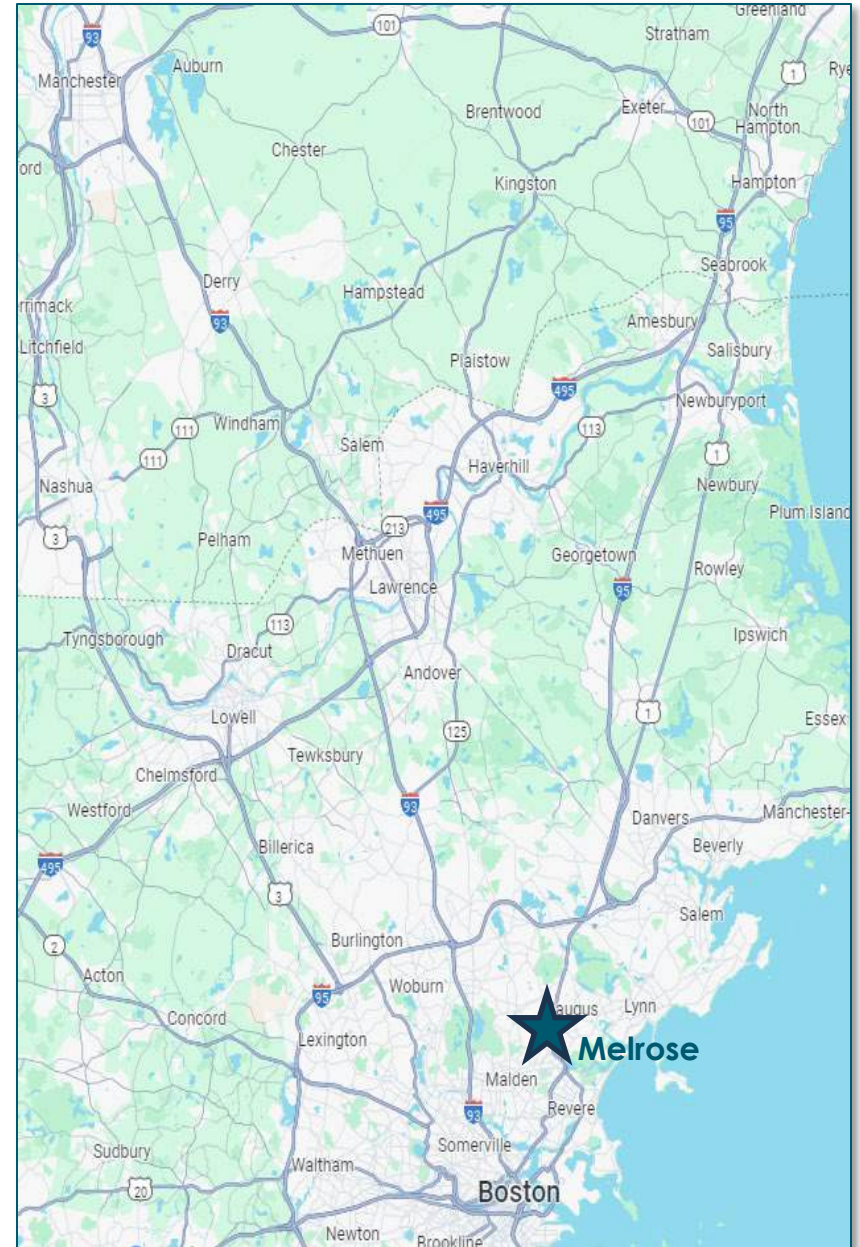 Greenland
93
101
Stratham
Manchester
Auburn
1
Rye
Brentwood
Exeter
101
North
Hampton
Chester
ord
Kingston
Hampton
95
Seabrook
Derry
Hampstead
rrimack
93
Amesbury
Litchfield
Salisbury
Plaistow
3
495
Newburyport
111
Windham
113
111
Salem
1
Haverhill
Nashua
Newbury
495
Plum Island
213
3
Pelham
Methuen
Georgetown
Rowley
Lawrence
95
113
Tyngsborough
Dracut
Ipswich
Andover
1
Lowell
Essex
125
Tewksbury
Chelmsford
93
Westford
Danvers
Manchester-
Billerica
Beverly
495
3
Salem
Burlington
2
Acton
Woburn
95
augus
Lynn
Concord
Lexington
Melrose
Malden
93
Revere
Somerville
Sudbury
Waltham
20
Boston
Newton
Brookline